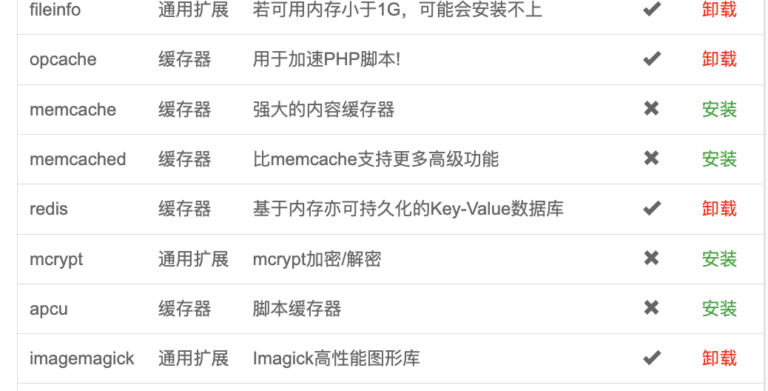 fileinfo 通用扩展 若可用内存小于1G，可能会安装不上 ✔ 卸载
opcache 缓存器 用于加速PHP脚本! ✔ 卸载
memcache 缓存器 强大的内容缓存器 ✖ 安装
memcached 缓存器 比memcache支持更多高级功能 ✖ 安装
redis 缓存器 基于内存亦可持久化的Key-Value数据库 ✔ 卸载
mcrypt 通用扩展 mcrypt加密/解密 ✖ 安装
apcu 缓存器 脚本缓存器 ✖ 安装
imagemagick 通用扩展 Imagick高性能图形库 ✔ 卸载